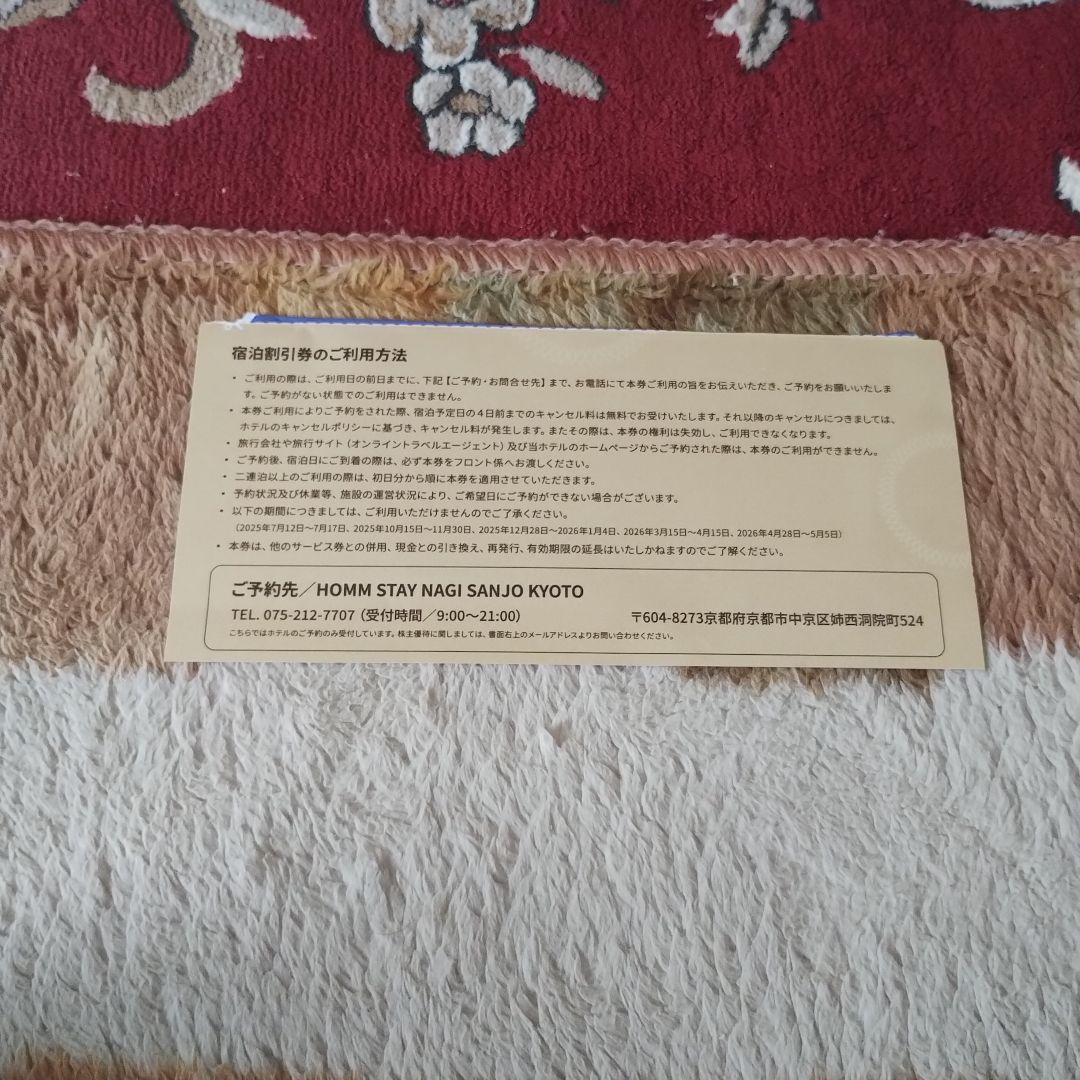 宿泊割引券のご利用方法
・ご利用の際は、ご利用日の前日までに、下記【ご予約・お問合せ先】まで、お電話にて本券ご利用の旨をお伝えいただき、ご予約をお願いいたしま
す。ご予約がない状態でのご利用はできません。
・本券ご利用によりご予約をされた際、宿泊予定日の4日前までのキャンセル料は無料でお受けいたします。それ以降のキャンセルにつきましては、
ホテルのキャンセルポリシーに基づき、キャンセル料が発生します。またその際は、本券の権利は失効し、ご利用できなくなります。
・旅行会社や旅行サイト（オンライントラベルエージェント）及び当ホテルのホームページからご予約された際は、本券のご利用ができません。
・ご予約後、宿泊日にご到着の際は、必ず本券をフロント係へお渡しください。
・二連泊以上のご利用の際は、初日分から順に本券を適用させていただきます。
・予約状況及び休業等、施設の運営状況により、ご希望日にご予約ができない場合がございます。
・以下の期間につきましては、ご利用いただけませんのでご了承ください。
（2025年7月12日～7月17日、2025年10月15日～11月30日、2025年12月28日～2026年1月4日、2026年3月15日～4月15日、2026年4月28日～5月5日）
・本券は、他のサービス券との併用、現金との引き換え、再発行、有効期限の延長はいたしかねますのでご了解ください。
ご予約先／HOMM STAY NAGI SANJO KYOTO
TEL. 075-212-7707（受付時間／9:00～21:00） 〒604-8273京都府京都市中京区姉西洞院町524
こちらではホテルのご予約のみ受付しています。株主優待に関しましては、書面右上のメールアドレスよりお問い合わせください。